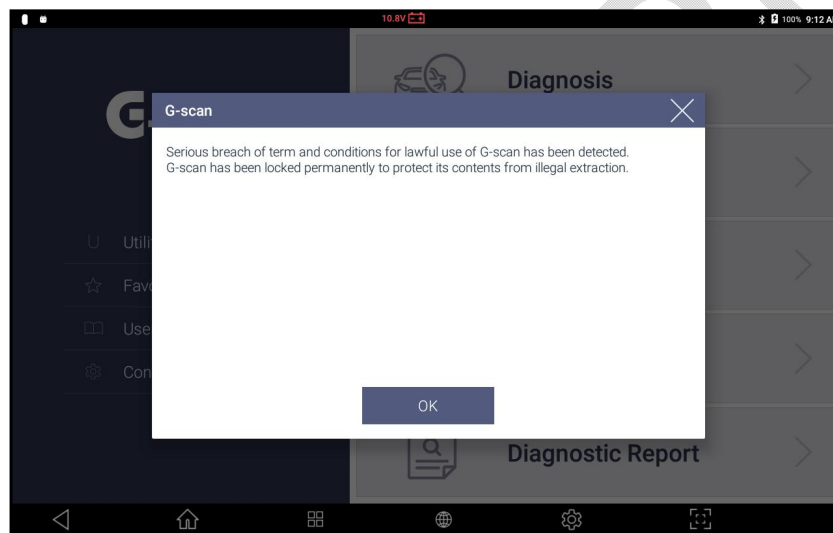 10.8V
100% 9:12 A
Diagnosis
G-scan
Serious breach of term and conditions for lawful use of G-scan has been detected.
G-scan has been locked permanently to protect its contents from illegal extraction.
U Utili
Favo
Use
Con
OK
Diagnostic Report